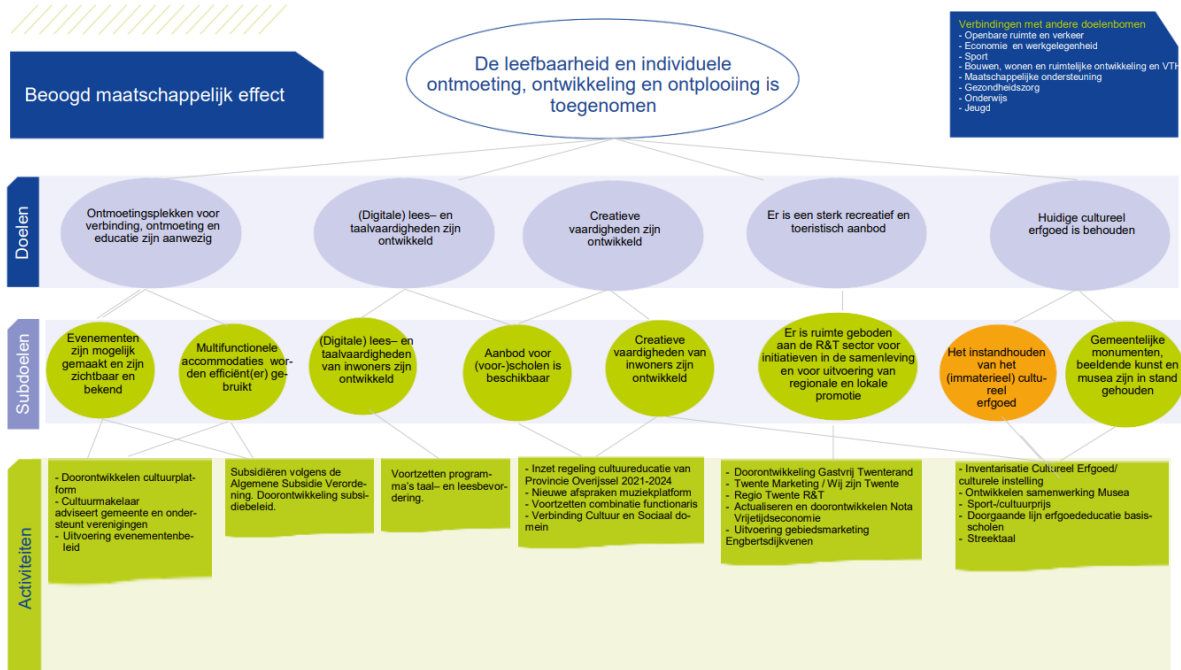 Beoogd maatschappelijk effect
De leefbaarheid en individuele
ontmoeting, ontwikkeling en ontplooiing is
toegenomen
Verbindingen met andere doelenbomen
- Openbare ruimte en verkeer
- Economie en werkgelegenheid
- Sport
- Bouwen, wonen en ruimtelijke ontwikkeling en VTH
- Maatschappelijke ondersteuning
- Gezondheidszorg
- Onderwijs
- Jeugd
Doelen
Ontmoetingsplekken voor
verbinding, ontmoeting en
educatie zijn aanwezig
(Digitale) lees– en
taalvaardigheden zijn
ontwikkeld
Creatieve
vaardigheden zijn
ontwikkeld
Er is een sterk recreatief en
toeristisch aanbod
Huidige cultureel
erfgoed is behouden
Subdoelen
Evenementen
zijn mogelijk
gemaakt en zijn
zichtbaar en
bekend
Multifunctionele
accommodaties wor-
den efficiënt(er) ge-
bruikt
(Digitale) lees– en
taalvaardigheden
van inwoners zijn
ontwikkeld
Aanbod voor
(voor-)scholen is
beschikbaar
Creatieve
vaardigheden van
inwoners zijn
ontwikkeld
Er is ruimte geboden
aan de R&T sector voor
initiatieven in de samenleving
en voor uitvoering van
regionale en lokale
promotie
Het instandhouden
van het
(immaterieel) cultu-
reel
erfgoed
Gemeentelijke
monumenten,
beeldende kunst en
musea zijn in stand
gehouden
Activiteiten
- Doorontwikkelen cultuurplat-
form
- Cultuurmakelaar
adviseert gemeente en onder-
steunt verenigingen
- Uitvoering evenementenbe-
leid
Subsidiëren volgens de
Algemene Subsidie Verorde-
ning. Doorontwikkeling subsi-
diebeleid.
Voortzetten program-
ma's taal– en leesbevor-
dering.
- Inzet regeling cultuureducatie van
Provincie Overijssel 2021-2024
- Nieuwe afspraken muziekplatform
- Voortzetten combinatie functionaris
- Verbinding Cultuur en Sociaal do-
mein
- Doorontwikkeling Gastvrij Twenterand
- Twente Marketing / Wij zijn Twente
- Regio Twente R&T
- Actualiseren en doorontwikkelen Nota
Vrijetijdseconomie
- Uitvoering gebiedsmarketing
Engbertsdijkvenen
- Inventarisatie Cultureel Erfgoed/
culturele instelling
- Ontwikkelen samenwerking Musea
- Sport-/cultuurprijs
- Doorgaande lijn erfgoededucatie basis-
scholen
- Streektaal